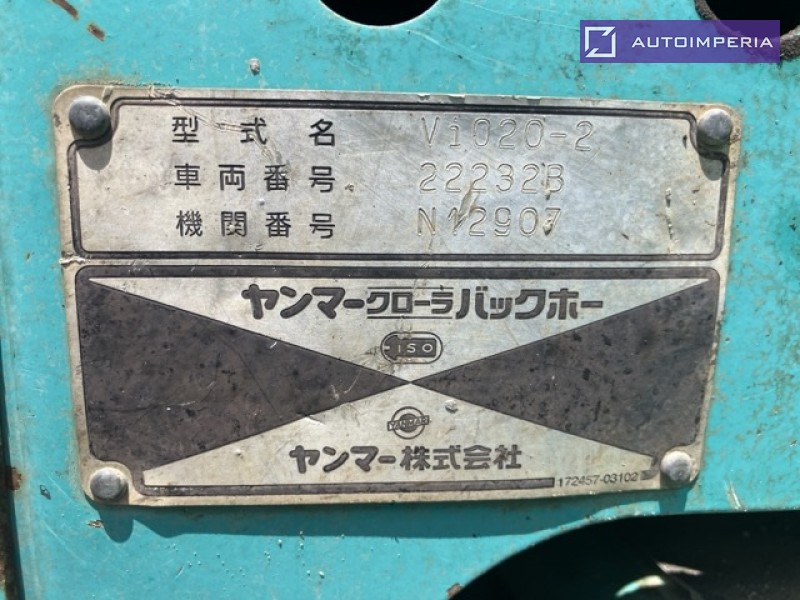 AUTOIMPERIA
型式名 Vi020-2
車両番号 22232B
機関番号 N12907
ヤンマークローラバックホー
ISO
YANMAR
ヤンマー株式会社
172457-03102